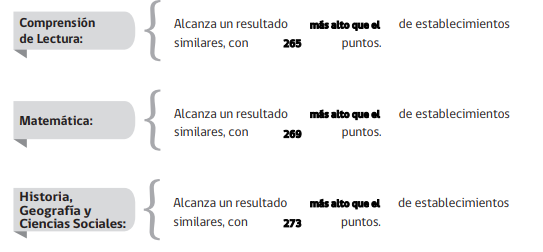 Comprensión
de Lectura:
Alcanza un resultado más alto que el de establecimientos
similares, con 265 puntos.
Matemática:
Alcanza un resultado más alto que el de establecimientos
similares, con 269 puntos.
Historia,
Geografía y
Ciencias Sociales:
Alcanza un resultado más alto que el de establecimientos
similares, con 273 puntos.